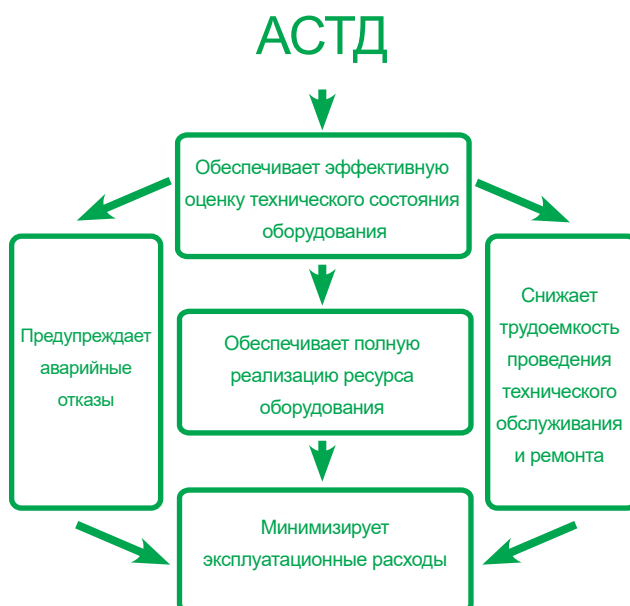 АСТД
Обеспечивает эффективную
оценку технического состояния
оборудования
Предупреждает
аварийные
отказы
Обеспечивает полную
реализацию ресурса
оборудования
Снижает
трудоемкость
проведения
технического
обслуживания
и ремонта
Минимизирует
эксплуатационные расходы